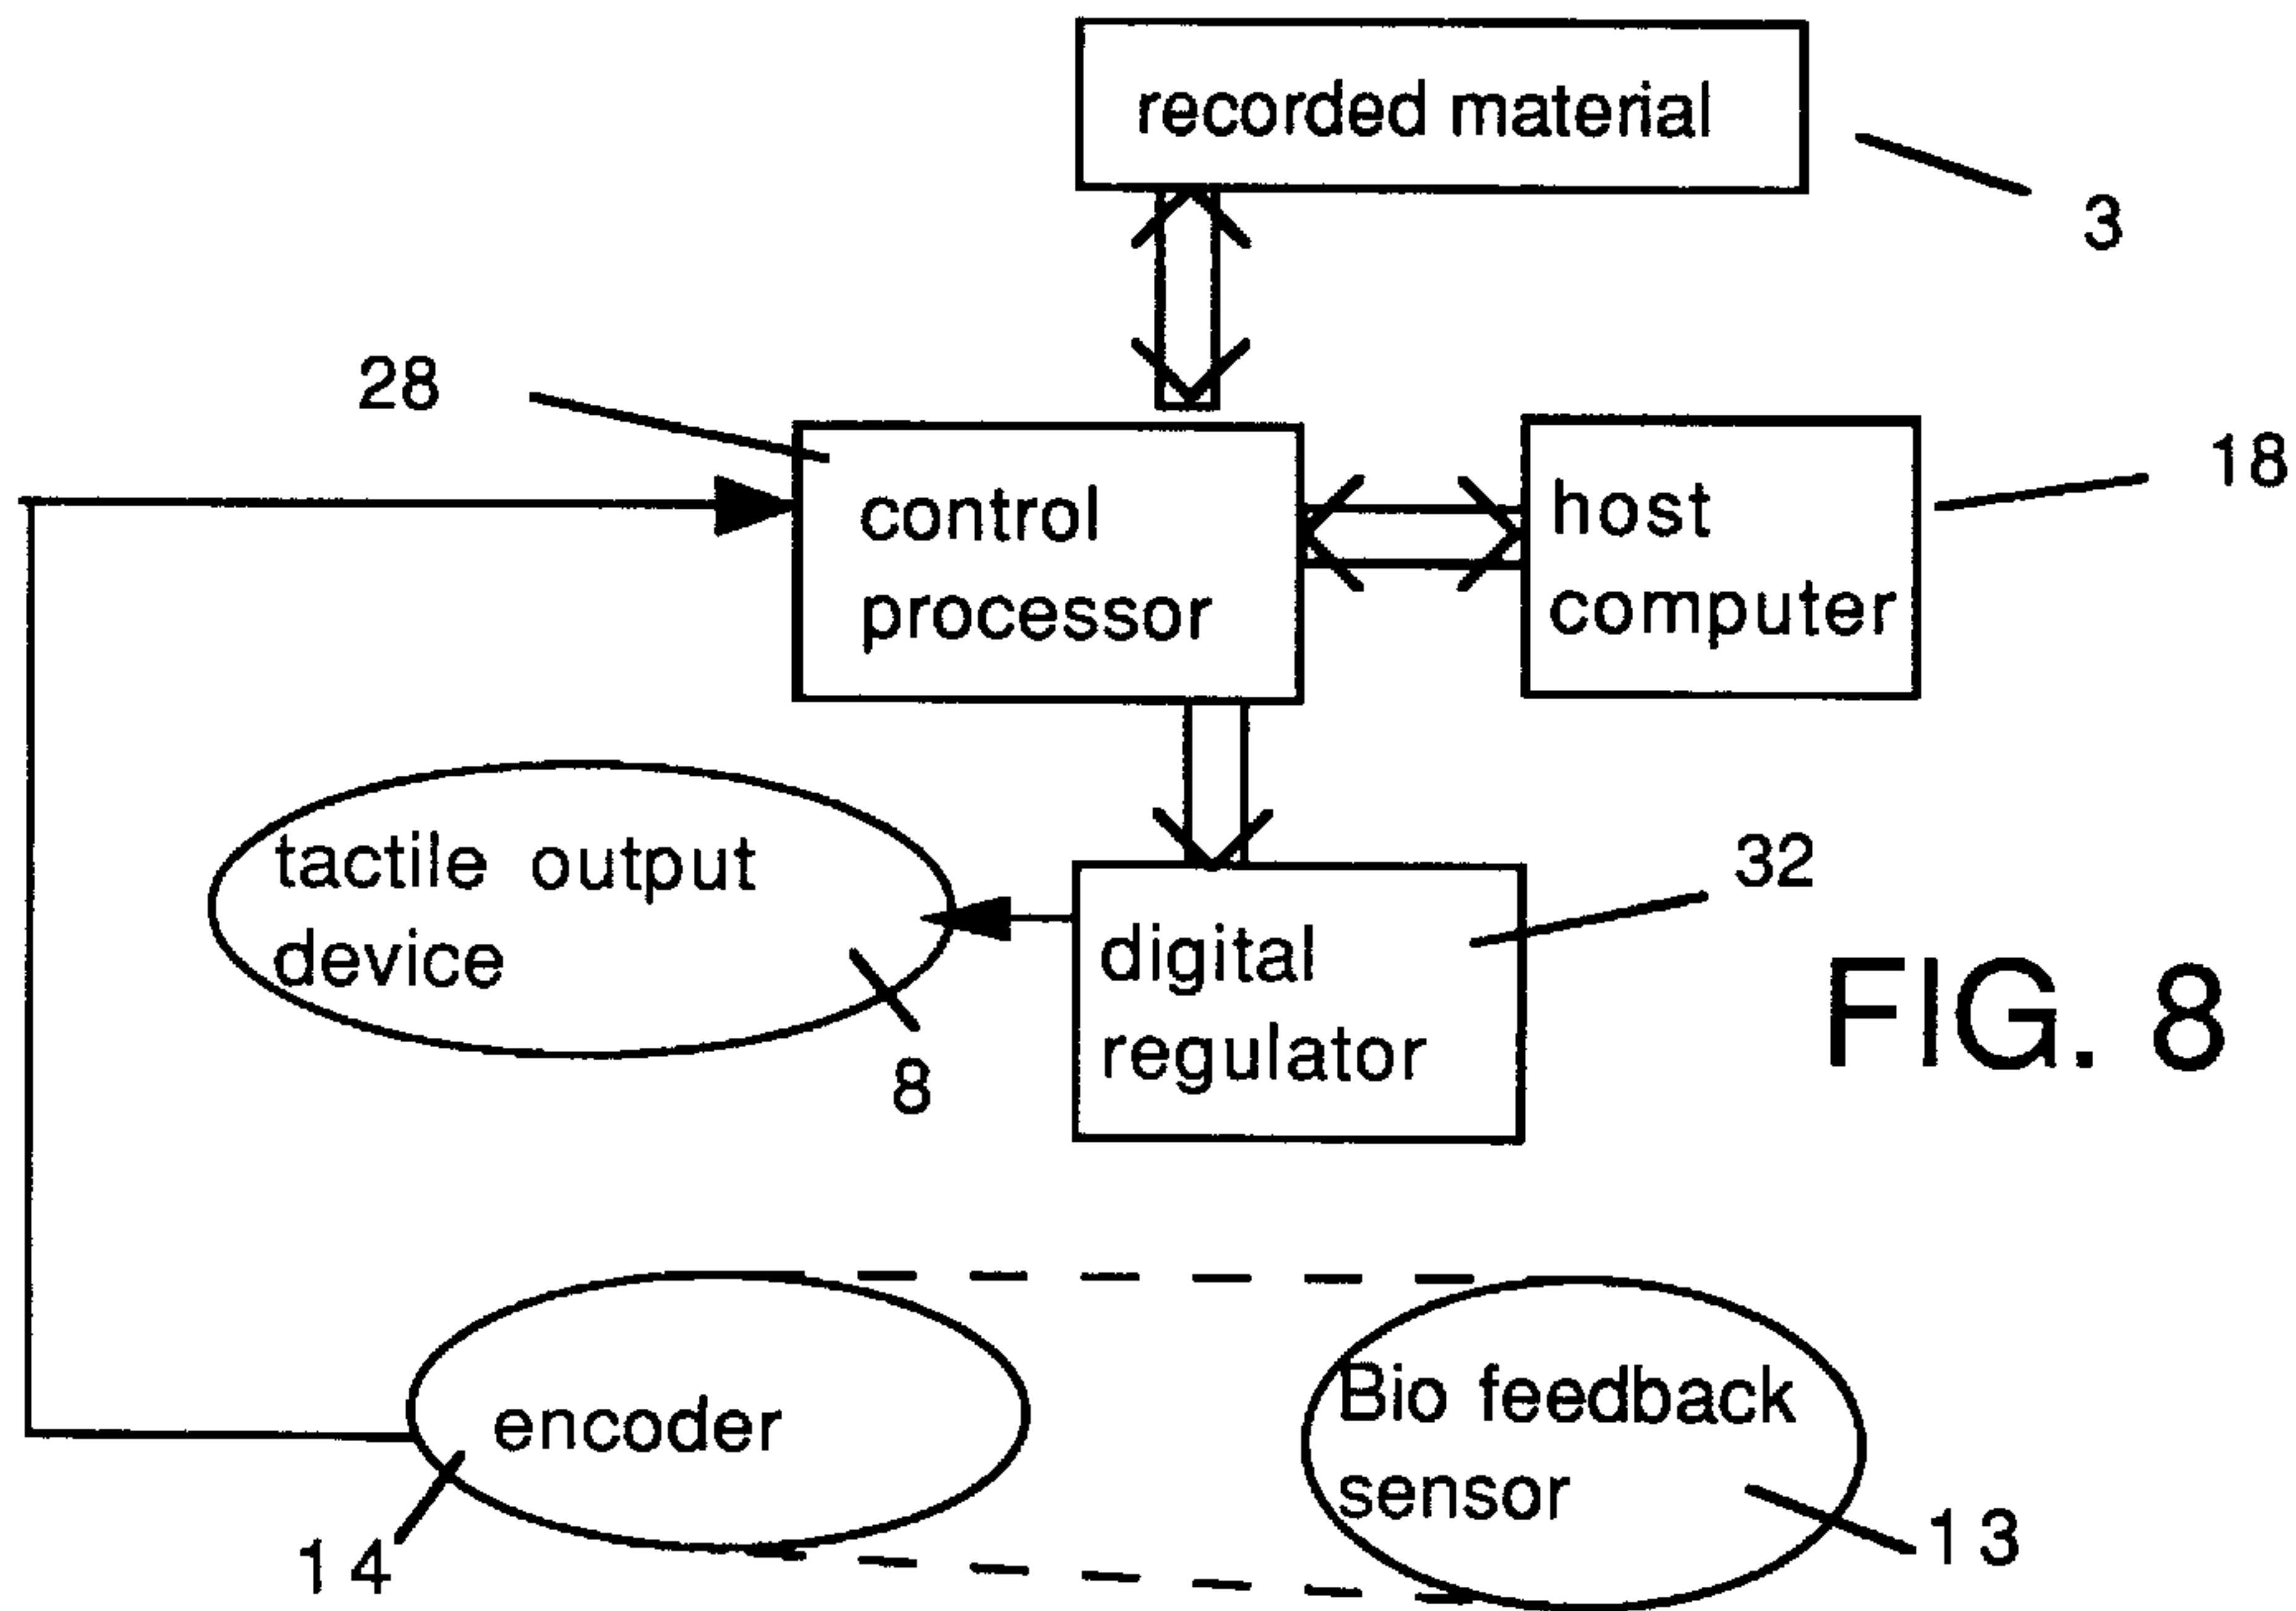 recorded material
3
28
control
processor
host
computer
18
tactile output
device
8
digital
regulator
32
FIG. 8
encoder
14
Bio feedback
sensor
13